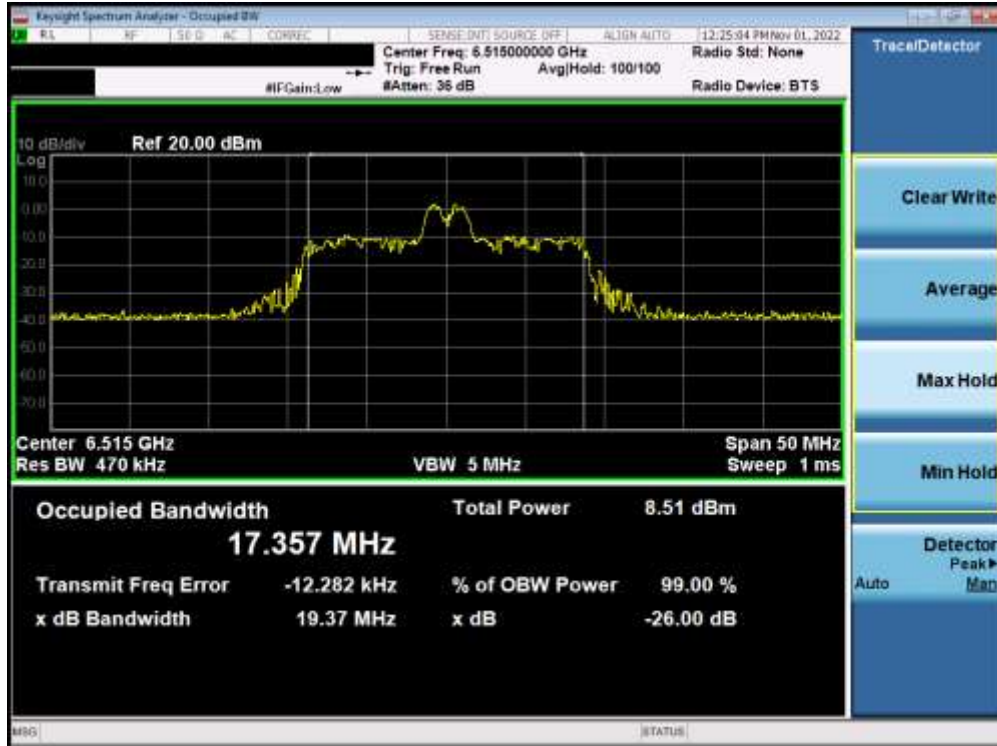 Keysight Spectrum Analyzer - Occupied BW
RL RF 50 Ω AC CORREC SENSE:INT SOURCE OFF ALIGN AUTO 12:25:04 PM Nov 01, 2022
Center Freq: 6.515000000 GHz Radio Std: None
Trig: Free Run Avg|Hold: 100/100
#IFGain:Low #Atten: 36 dB Radio Device: BTS
Trace/Detector
10 dB/div Ref 20.00 dBm
Log
10.0
0.00
-10.0
-20.0
-30.0
-40.0
-50.0
-60.0
-70.0
Center 6.515 GHz Span 50 MHz
Res BW 470 kHz VBW 5 MHz Sweep 1 ms
Clear Write
Average
Max Hold
Min Hold
Detector
Peak▶
Auto Man
Occupied Bandwidth Total Power 8.51 dBm
17.357 MHz
Transmit Freq Error -12.282 kHz % of OBW Power 99.00 %
x dB Bandwidth 19.37 MHz x dB -26.00 dB
MSG STATUS